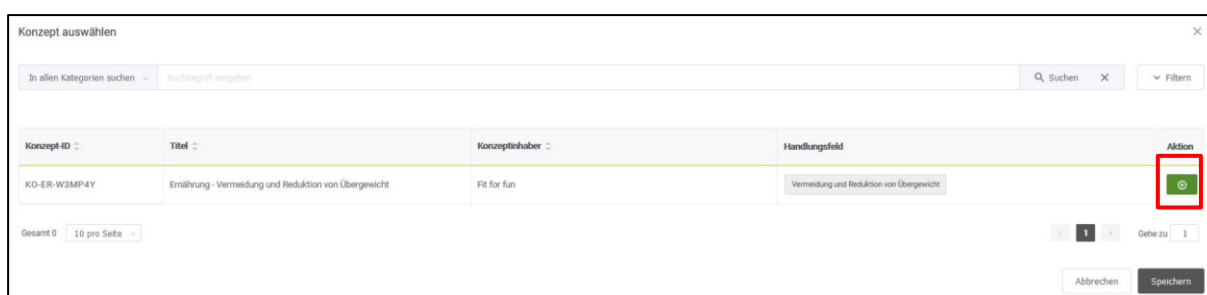 Konzept auswählen
In allen Kategorien suchen Suchbegriff eingeben Suchen Filtern
Konzept-ID Titel Konzeptinhaber Handlungsfeld Aktion
KO-ER-W3MP4Y Ernährung - Vermeidung und Reduktion von Übergewicht Fit for fun Vermeidung und Reduktion von Übergewicht
Gesamt 0 10 pro Seite 1 Gehe zu 1
Abbrechen Speichern